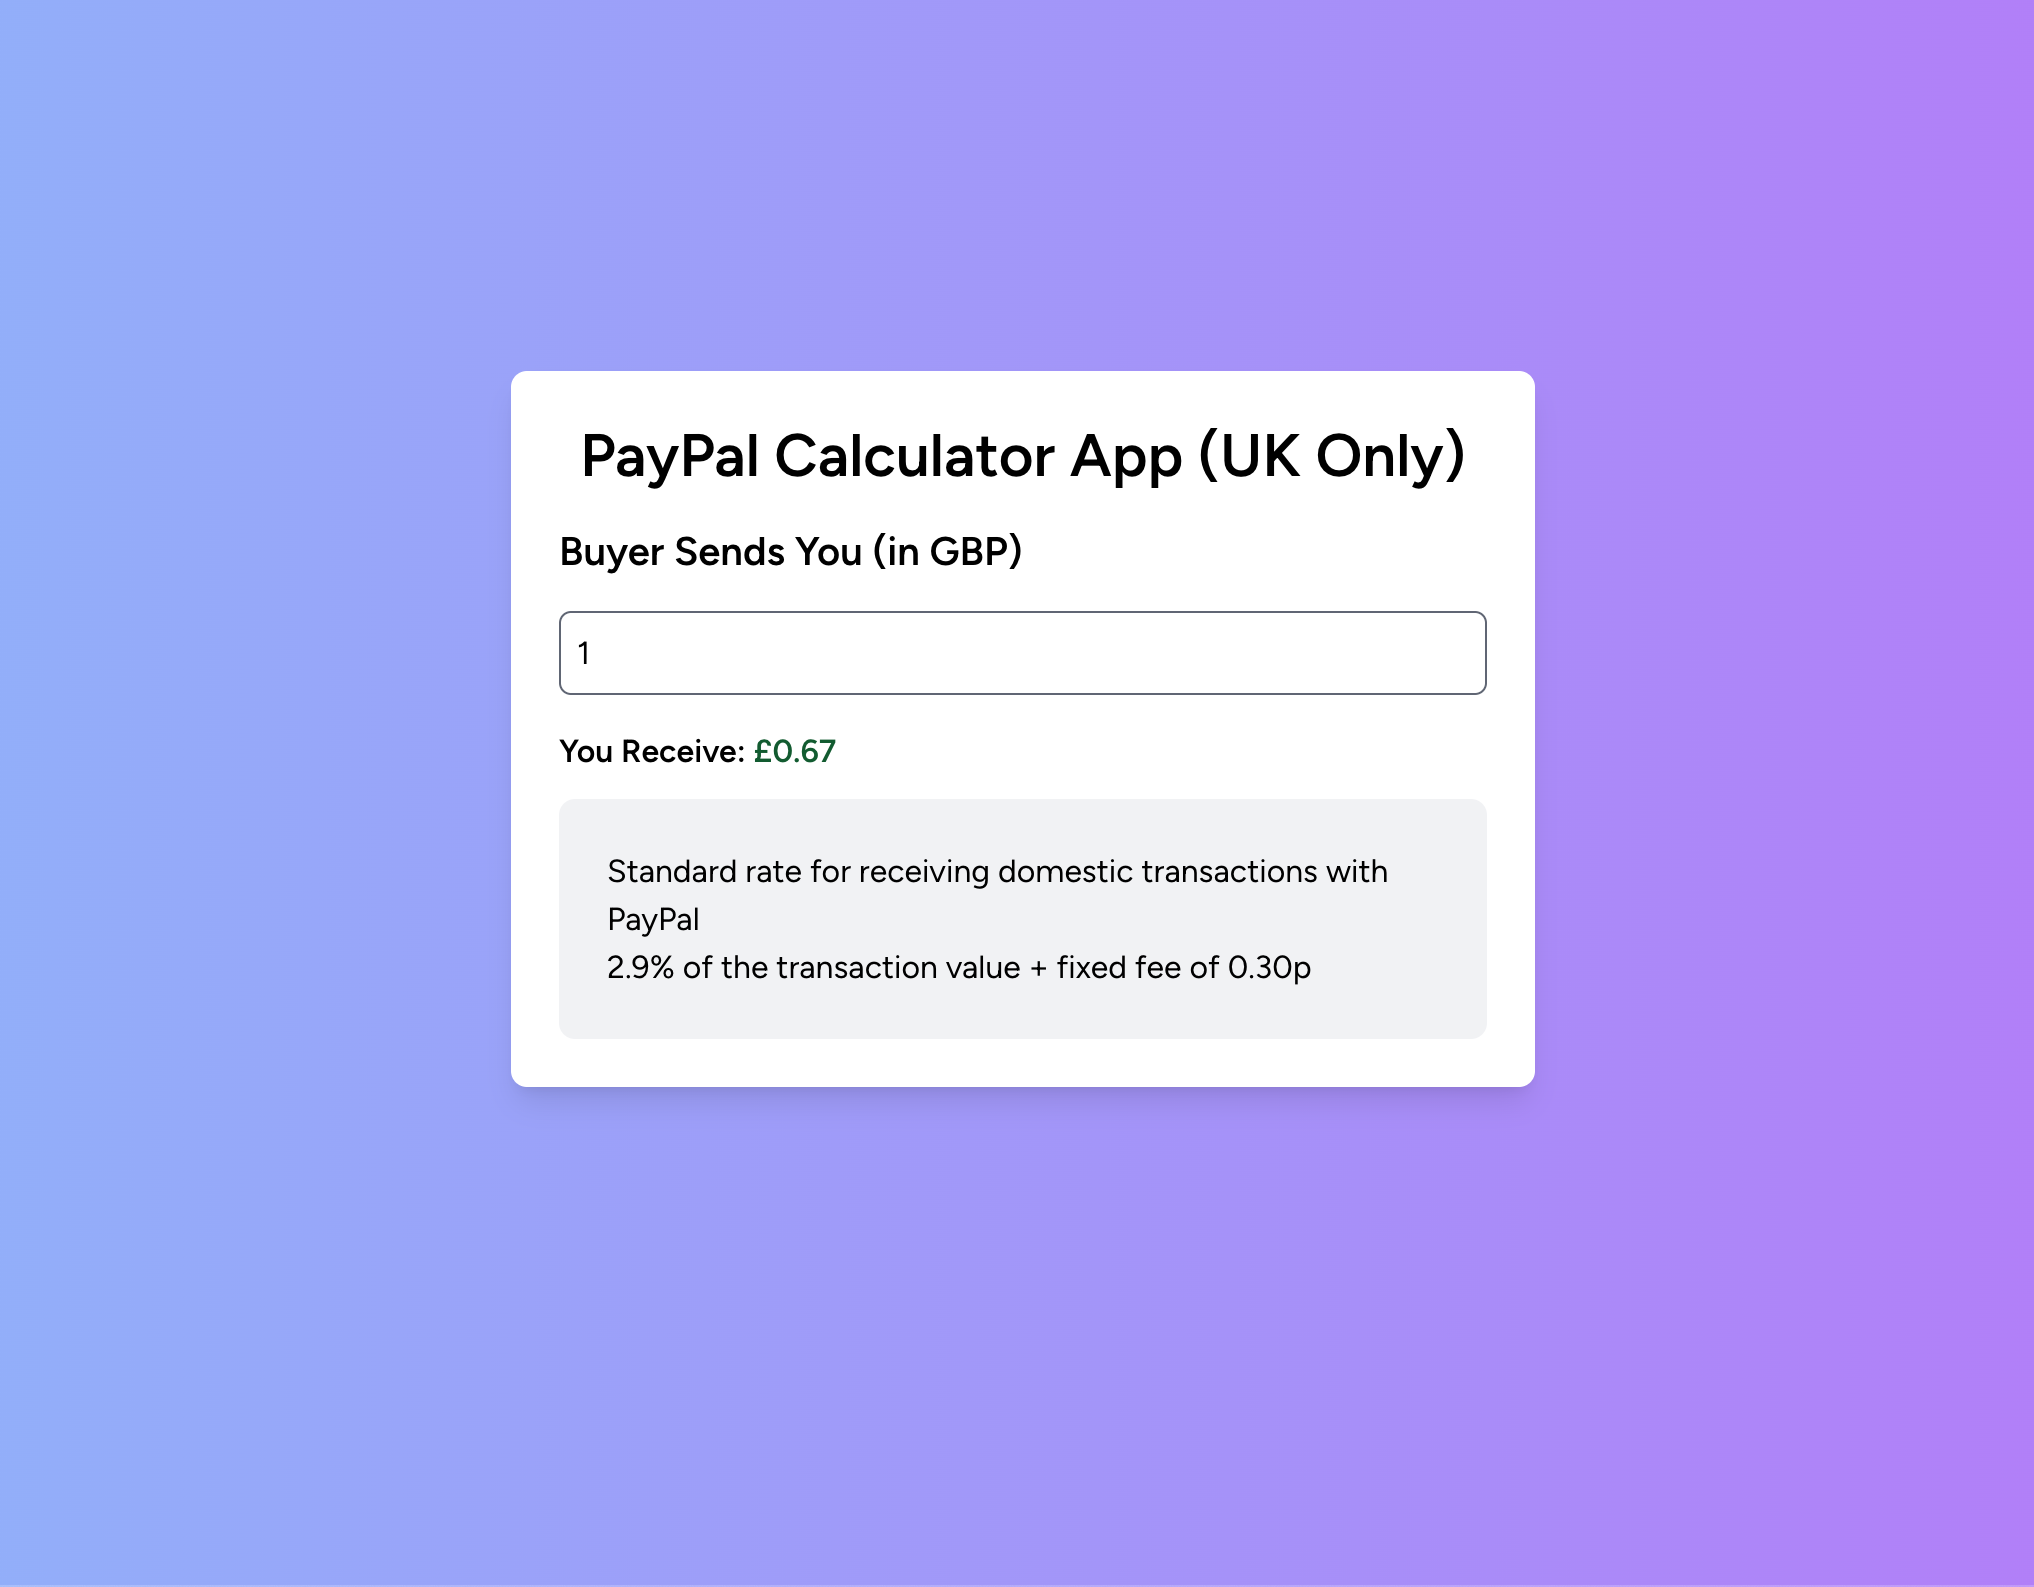 PayPal Calculator App (UK Only)
Buyer Sends You (in GBP)
1
You Receive: £0.67
Standard rate for receiving domestic transactions with
PayPal
2.9% of the transaction value + fixed fee of 0.30p